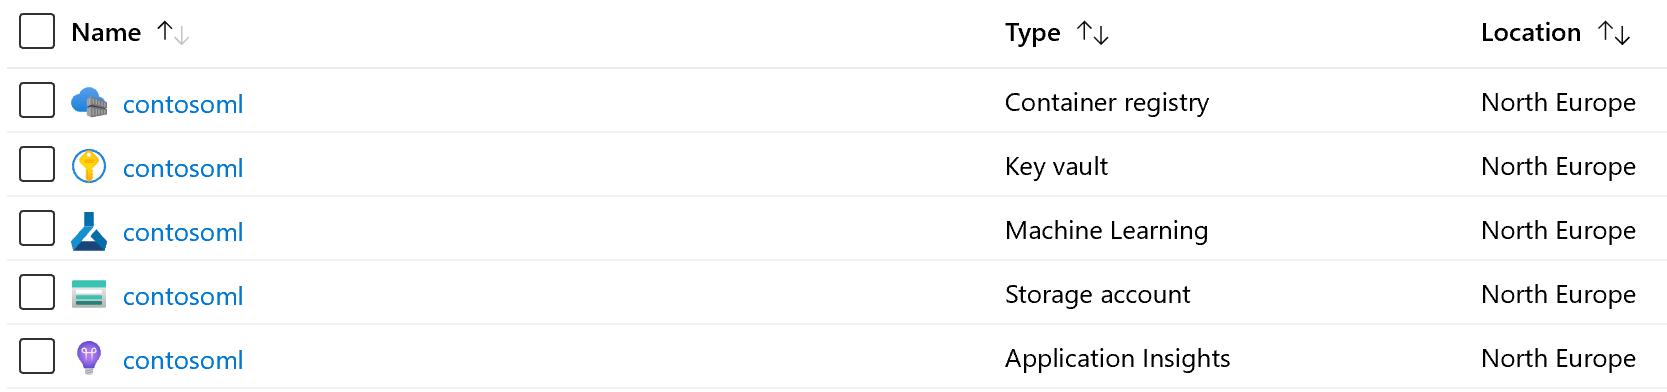 Name Type Location
contosoml Container registry North Europe
contosoml Key vault North Europe
contosoml Machine Learning North Europe
contosoml Storage account North Europe
contosoml Application Insights North Europe